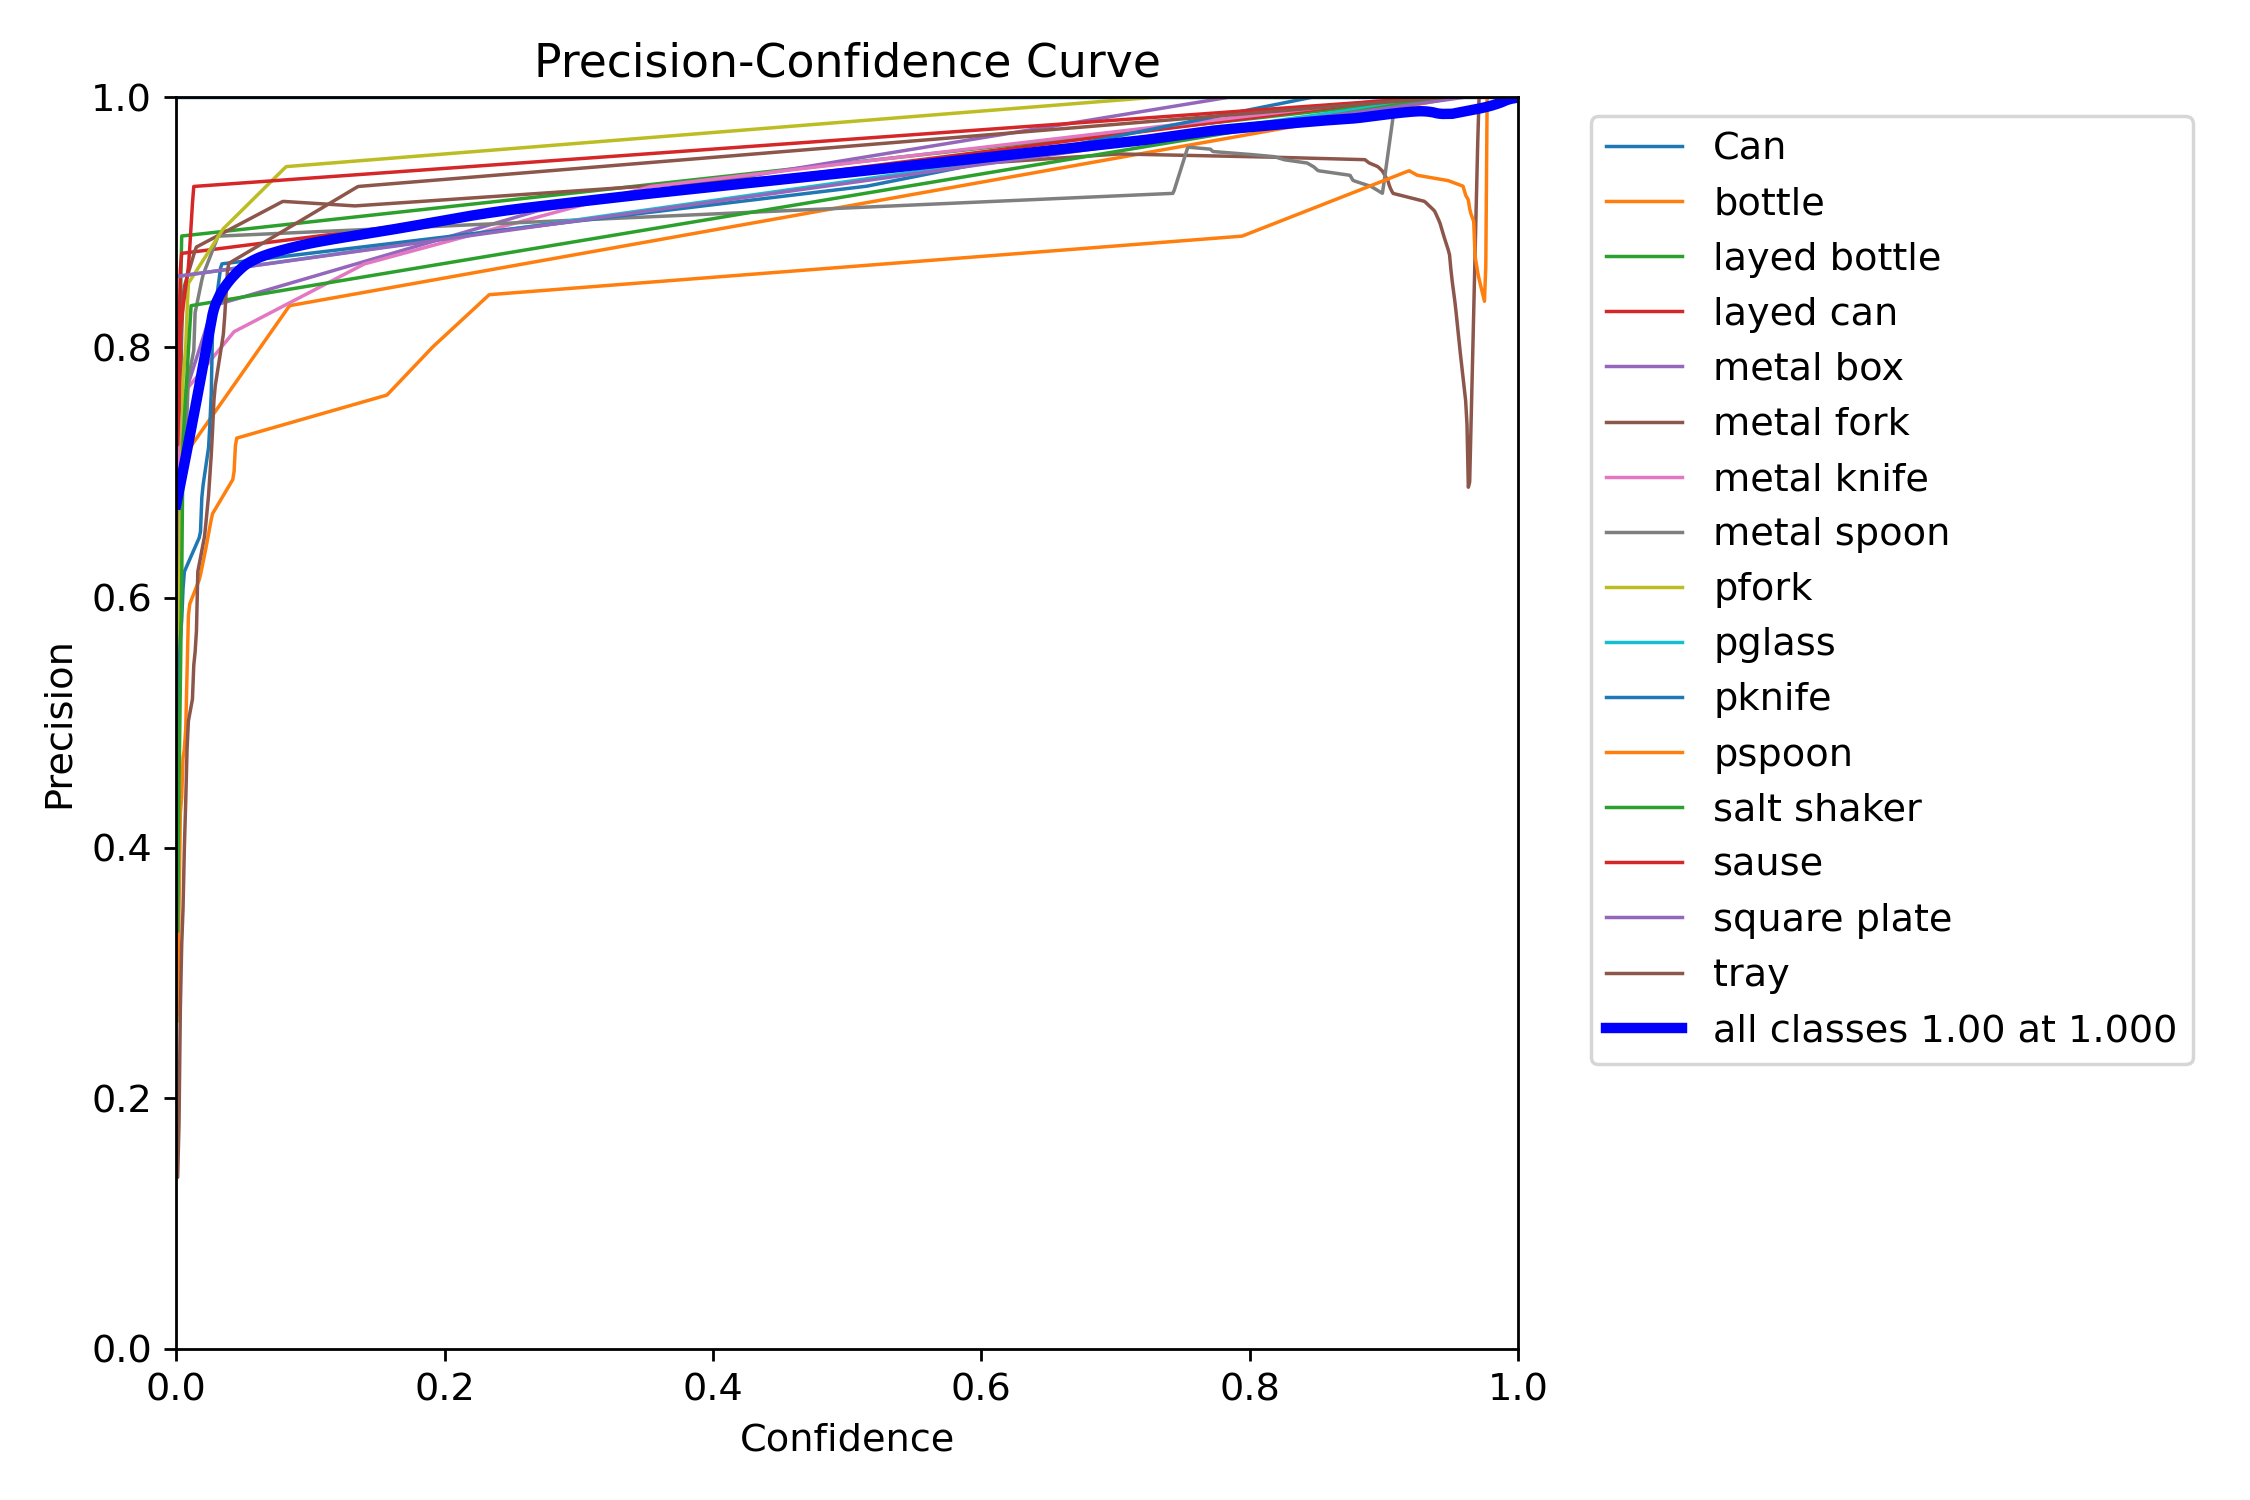 Precision-Confidence Curve
1.0
0.8
0.6
0.4
0.2
0.0
Precision
0.0 0.2 0.4 0.6 0.8 1.0
Confidence
Can
bottle
layed bottle
layed can
metal box
metal fork
metal knife
metal spoon
pfork
pglass
pknife
pspoon
salt shaker
sause
square plate
tray
all classes 1.00 at 1.000